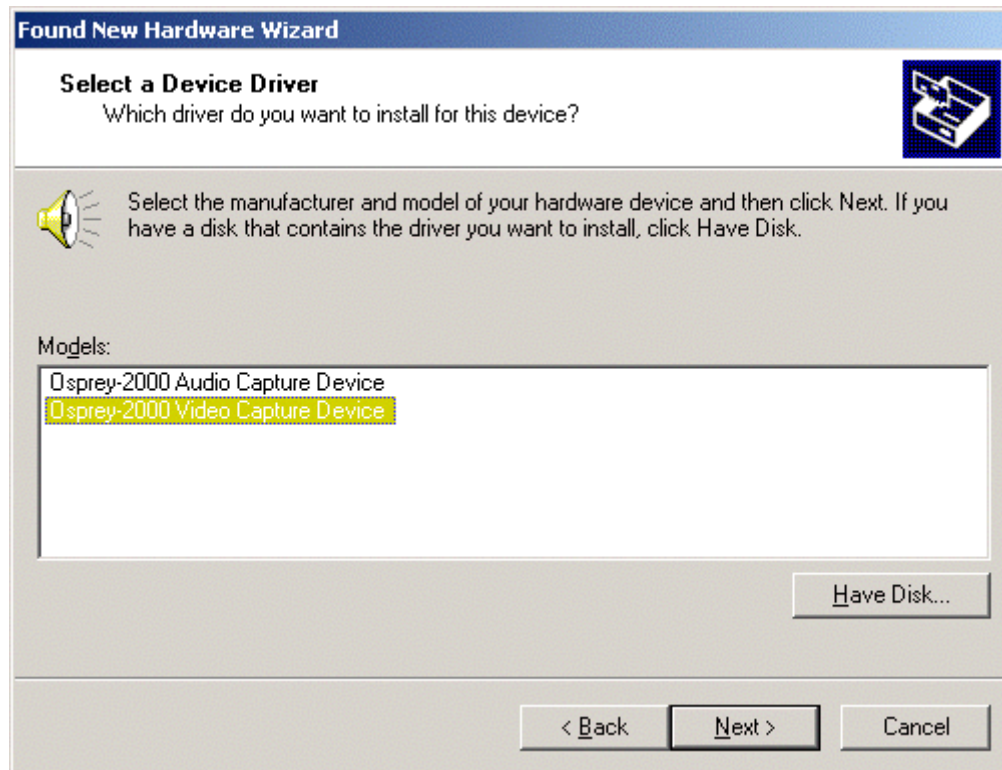 Found New Hardware Wizard
Select a Device Driver
Which driver do you want to install for this device?
Select the manufacturer and model of your hardware device and then click Next. If you
have a disk that contains the driver you want to install, click Have Disk.
Models:
Osprey-2000 Audio Capture Device
Osprey-2000 Video Capture Device
Have Disk...
< Back Next > Cancel